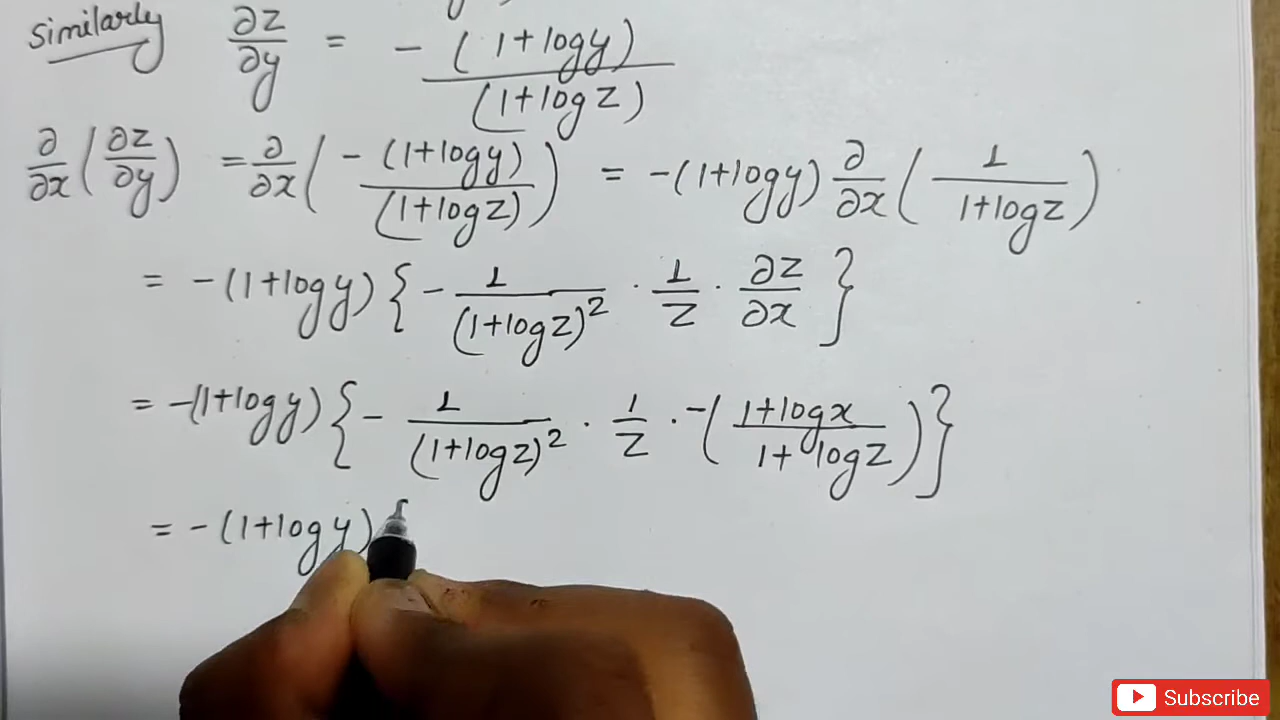 Similarly ∂z/∂y = -(1+logy)/(1+logz)
∂/∂x(∂z/∂y) = ∂/∂x(-(1+logy)/(1+logz)) = -(1+logy) ∂/∂x(1/(1+logz))
= -(1+logy){-1/(1+logz)² · 1/z · ∂z/∂x}
= -(1+logy){-1/(1+logz)² · 1/z · -((1+logx)/(1+logz))}
= -(1+logy)
Subscribe